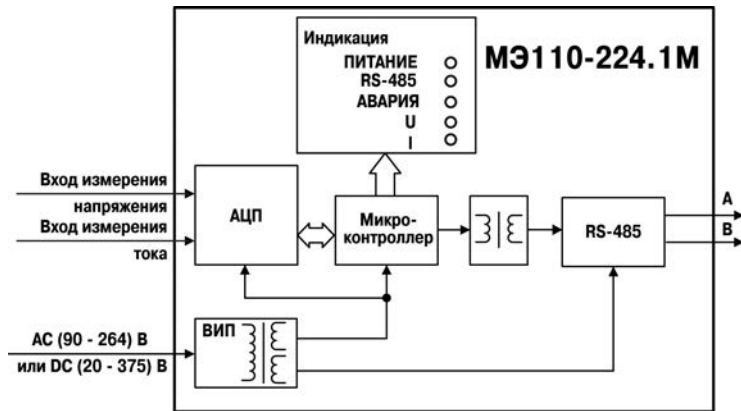 Индикация
ПИТАНИЕ
RS-485
АВАРИЯ
U
I
МЭ110-224.1М
Вход измерения
напряжения
Вход измерения
тока
АЦП
Микро-
контроллер
RS-485
A
B
ВИП
AC (90 - 264) В
или DC (20 - 375) В